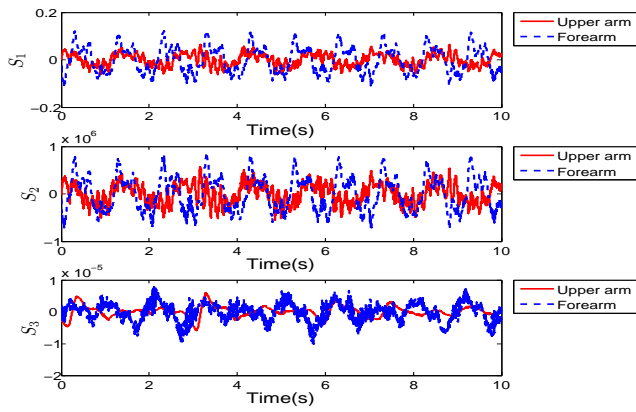 0.2
0
−0.2
S1
0 2 4 6 8 10
Time(s)
Upper arm
Forearm
x 10^6
1
0
−1
S2
0 2 4 6 8 10
Time(s)
Upper arm
Forearm
x 10^−5
1
0
−1
−2
S3
0 2 4 6 8 10
Time(s)
Upper arm
Forearm